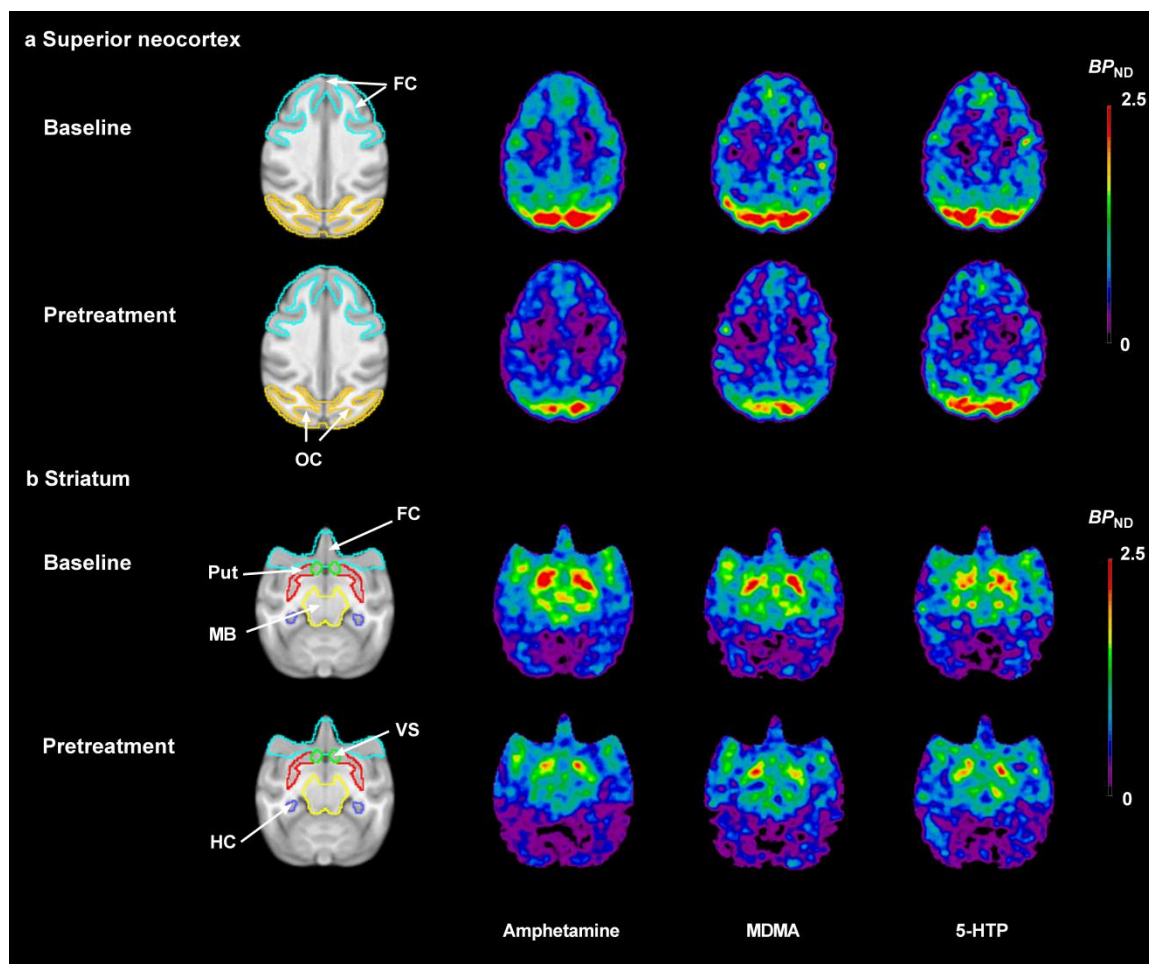 a Superior neocortex
FC
BP_ND
2.5
Baseline
Pretreatment
0
OC
b Striatum
FC
BP_ND
Baseline
2.5
Put
MB
VS
Pretreatment
0
HC
Amphetamine MDMA 5-HTP